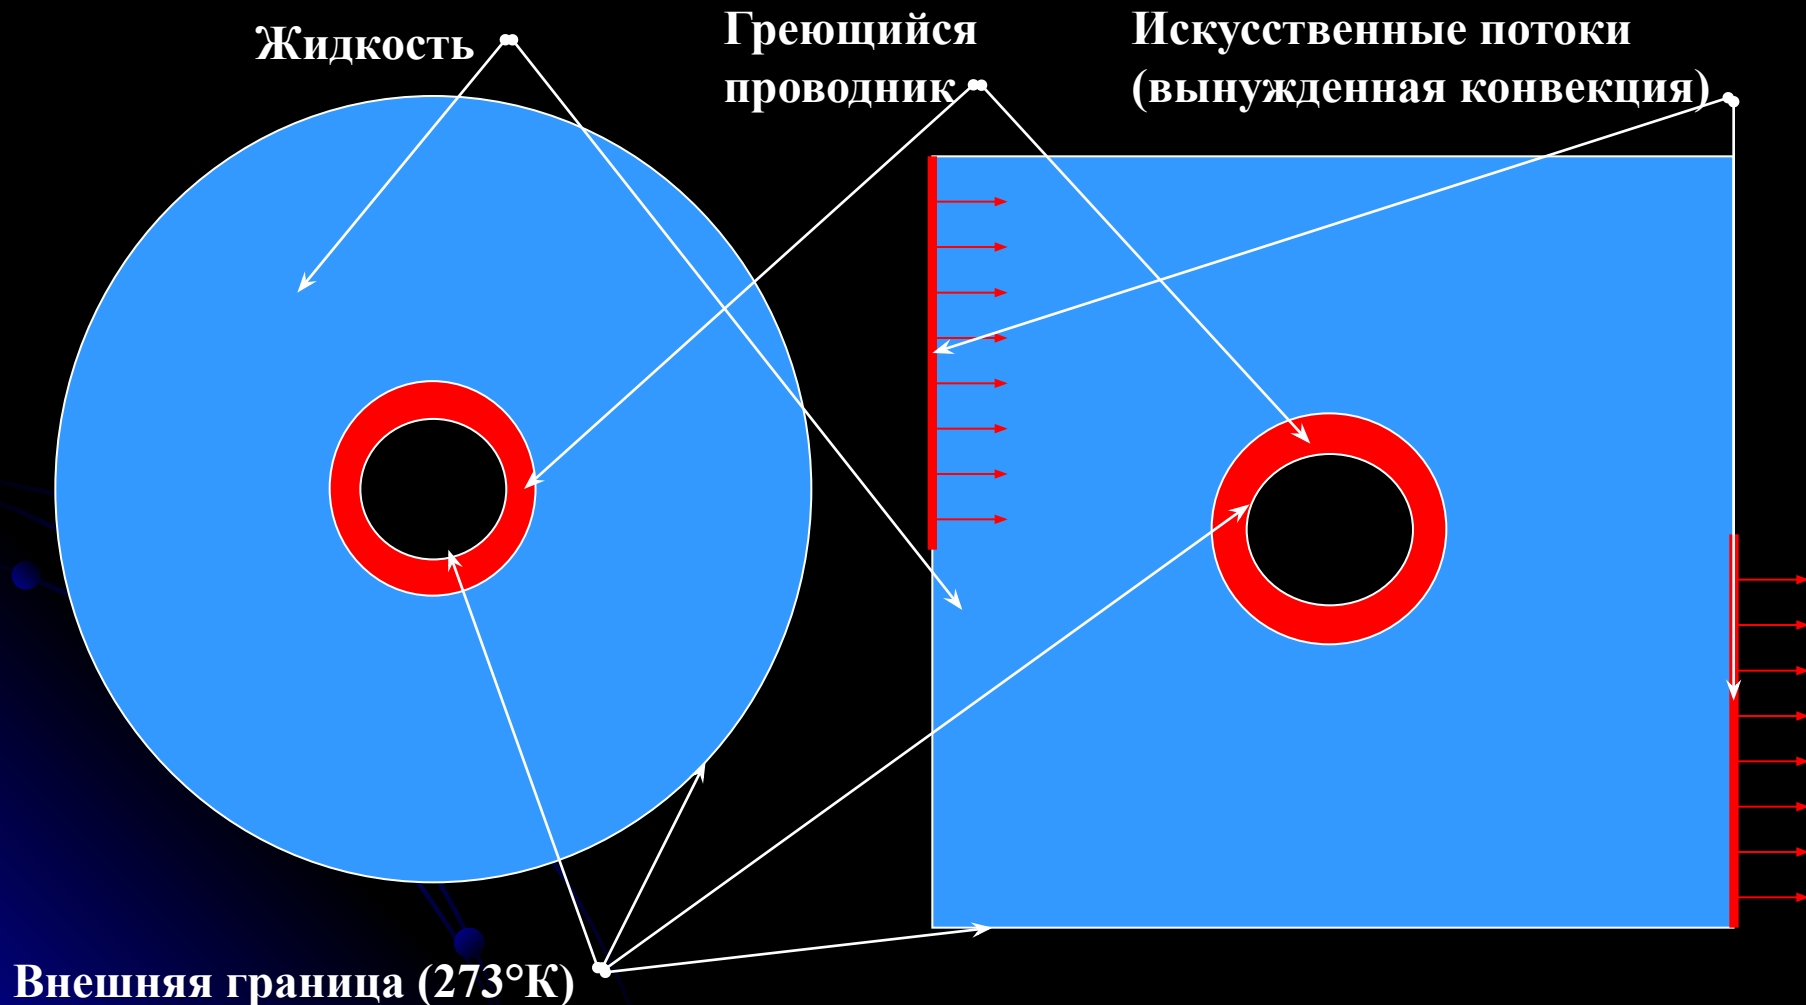 Жидкость
Греющийся
проводник
Искусственные потоки
(вынужденная конвекция)
Внешняя граница (273°К)